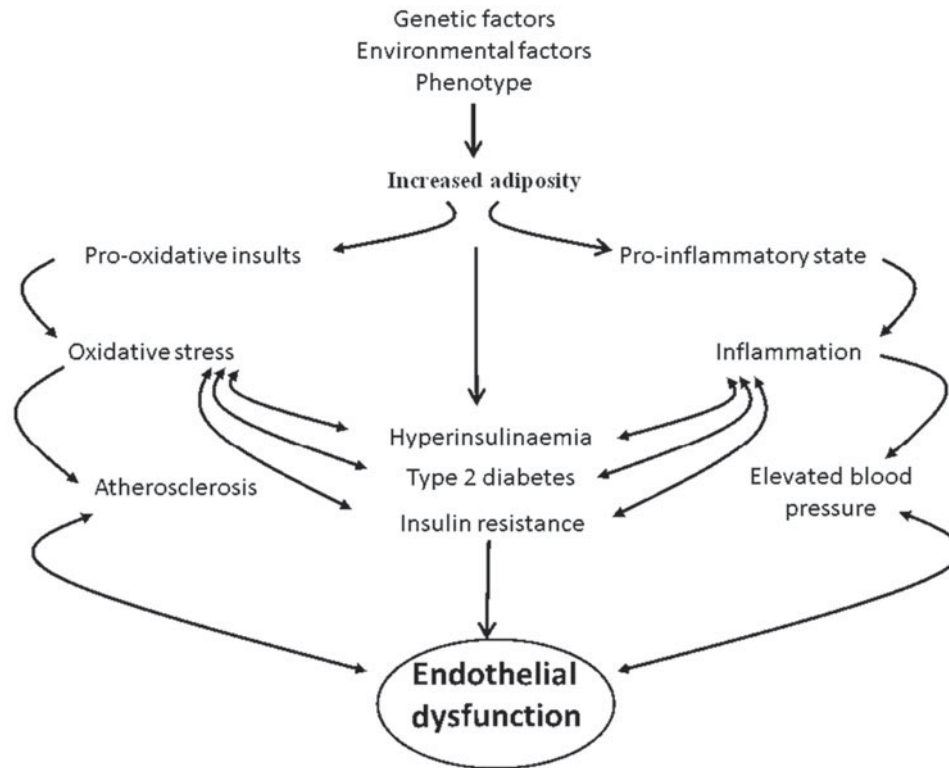 Genetic factors
Environmental factors
Phenotype
Increased adiposity
Pro-oxidative insults
Pro-inflammatory state
Oxidative stress
Inflammation
Hyperinsulinaemia
Type 2 diabetes
Insulin resistance
Atherosclerosis
Elevated blood
pressure
Endothelial
dysfunction